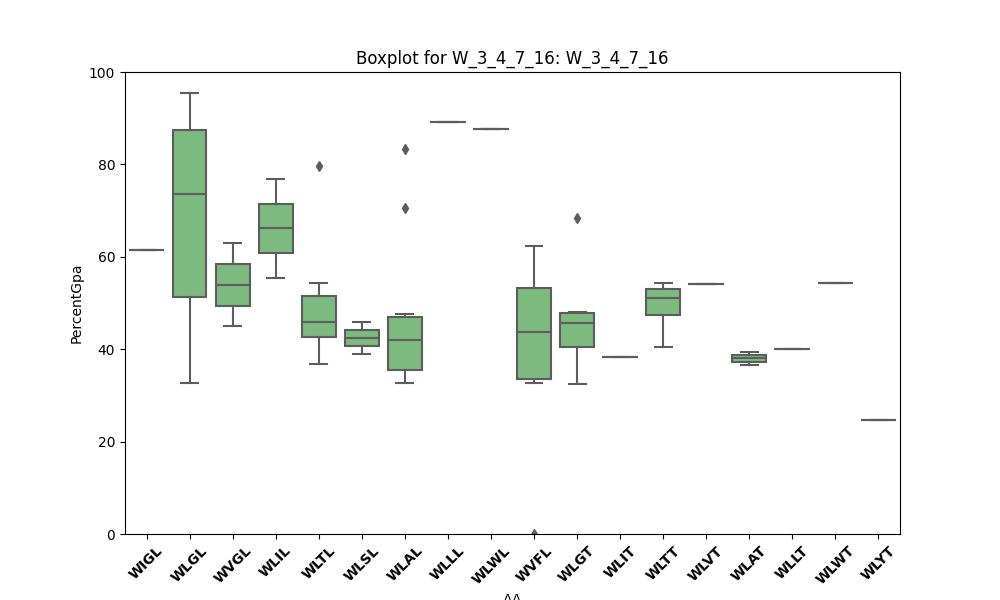 Boxplot for W_3_4_7_16: W_3_4_7_16
PercentGpa
100
80
60
40
20
0
WIGL
WLGL
WVGL
WLIL
WLTL
WLSL
WLAL
WLLL
WLWL
WVFL
WLGT
WLIT
WLTT
WLVT
WLAT
WLLT
WLWT
WLYT
AA